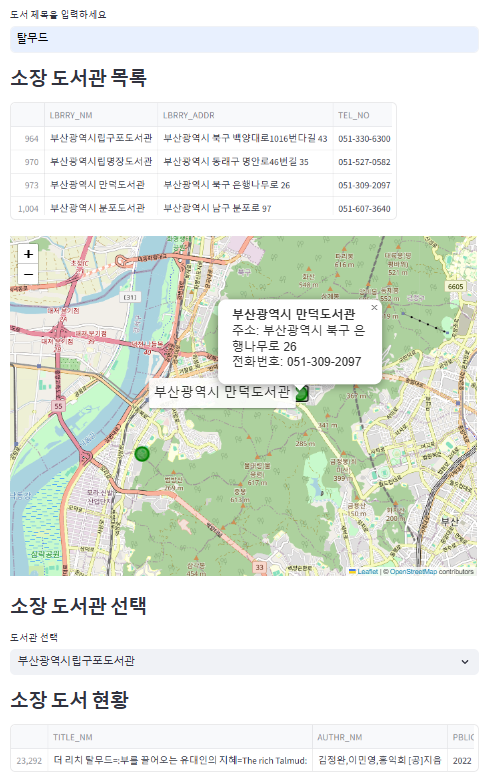 도서 제목을 입력하세요
탈무드
소장 도서관 목록
LBRRY_NM LBRRY_ADDR TEL_NO
964 부산광역시립구포도서관 부산광역시 북구 백양대로1016번다길 43 051-330-6300
970 부산광역시립명장도서관 부산광역시 동래구 명안로46번길 35 051-527-0582
973 부산광역시 만덕도서관 부산광역시 북구 은행나무로 26 051-309-2097
1,004 부산광역시 분포도서관 부산광역시 남구 분포로 97 051-607-3640
+
−
[31]
6605
부산광역시 만덕도서관
주소: 부산광역시 북구 은
행나무로 26
전화번호: 051-309-2097
×
부산광역시 만덕도서관
55
341 m
285 m
399 m
150 m
617 m
611 m
454 m
삼락공원
부산
33
Leaflet | © OpenStreetMap contributors
소장 도서관 선택
도서관 선택
부산광역시립구포도서관
소장 도서 현황
TITLE_NM AUTHR_NM PBLIC
23,292 더 리치 탈무드=:부를 끌어오는 유대인의 지혜=The rich Talmud: 김정완,이민영,홍익희 [공]지음 2022